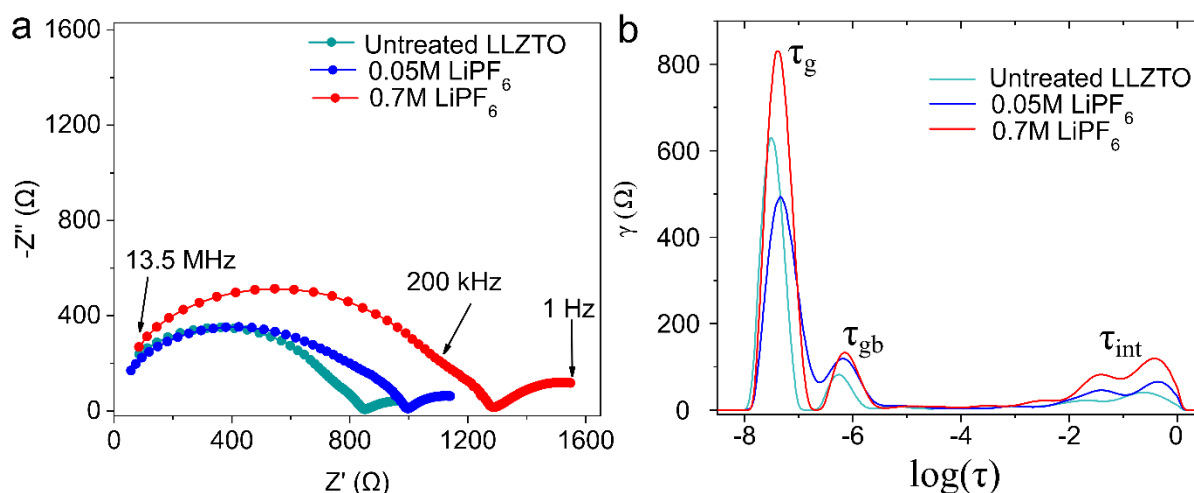 a
1600
1200
800
400
0
-Z" (Ω)
0
400
800
1200
1600
Z' (Ω)
Untreated LLZTO
0.05M LiPF₆
0.7M LiPF₆
13.5 MHz
200 kHz
1 Hz
b
800
600
400
200
0
γ (Ω)
-8
-6
-4
-2
0
log(τ)
Untreated LLZTO
0.05M LiPF₆
0.7M LiPF₆
τg
τgb
τint